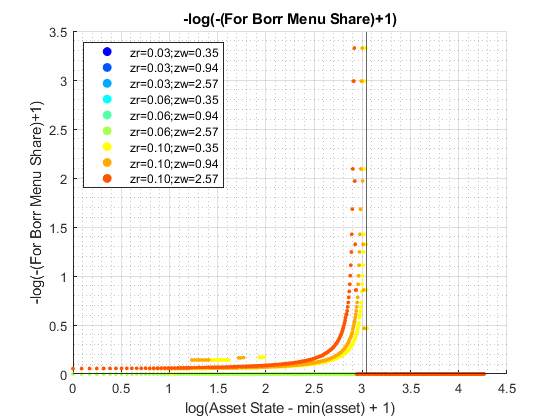 -log(-(For Borr Menu Share)+1)
3.5
3
2.5
2
1.5
1
0.5
0
-log(-(For Borr Menu Share)+1)
zr=0.03;zw=0.35
zr=0.03;zw=0.94
zr=0.03;zw=2.57
zr=0.06;zw=0.35
zr=0.06;zw=0.94
zr=0.06;zw=2.57
zr=0.10;zw=0.35
zr=0.10;zw=0.94
zr=0.10;zw=2.57
0 0.5 1 1.5 2 2.5 3 3.5 4 4.5
log(Asset State - min(asset) + 1)